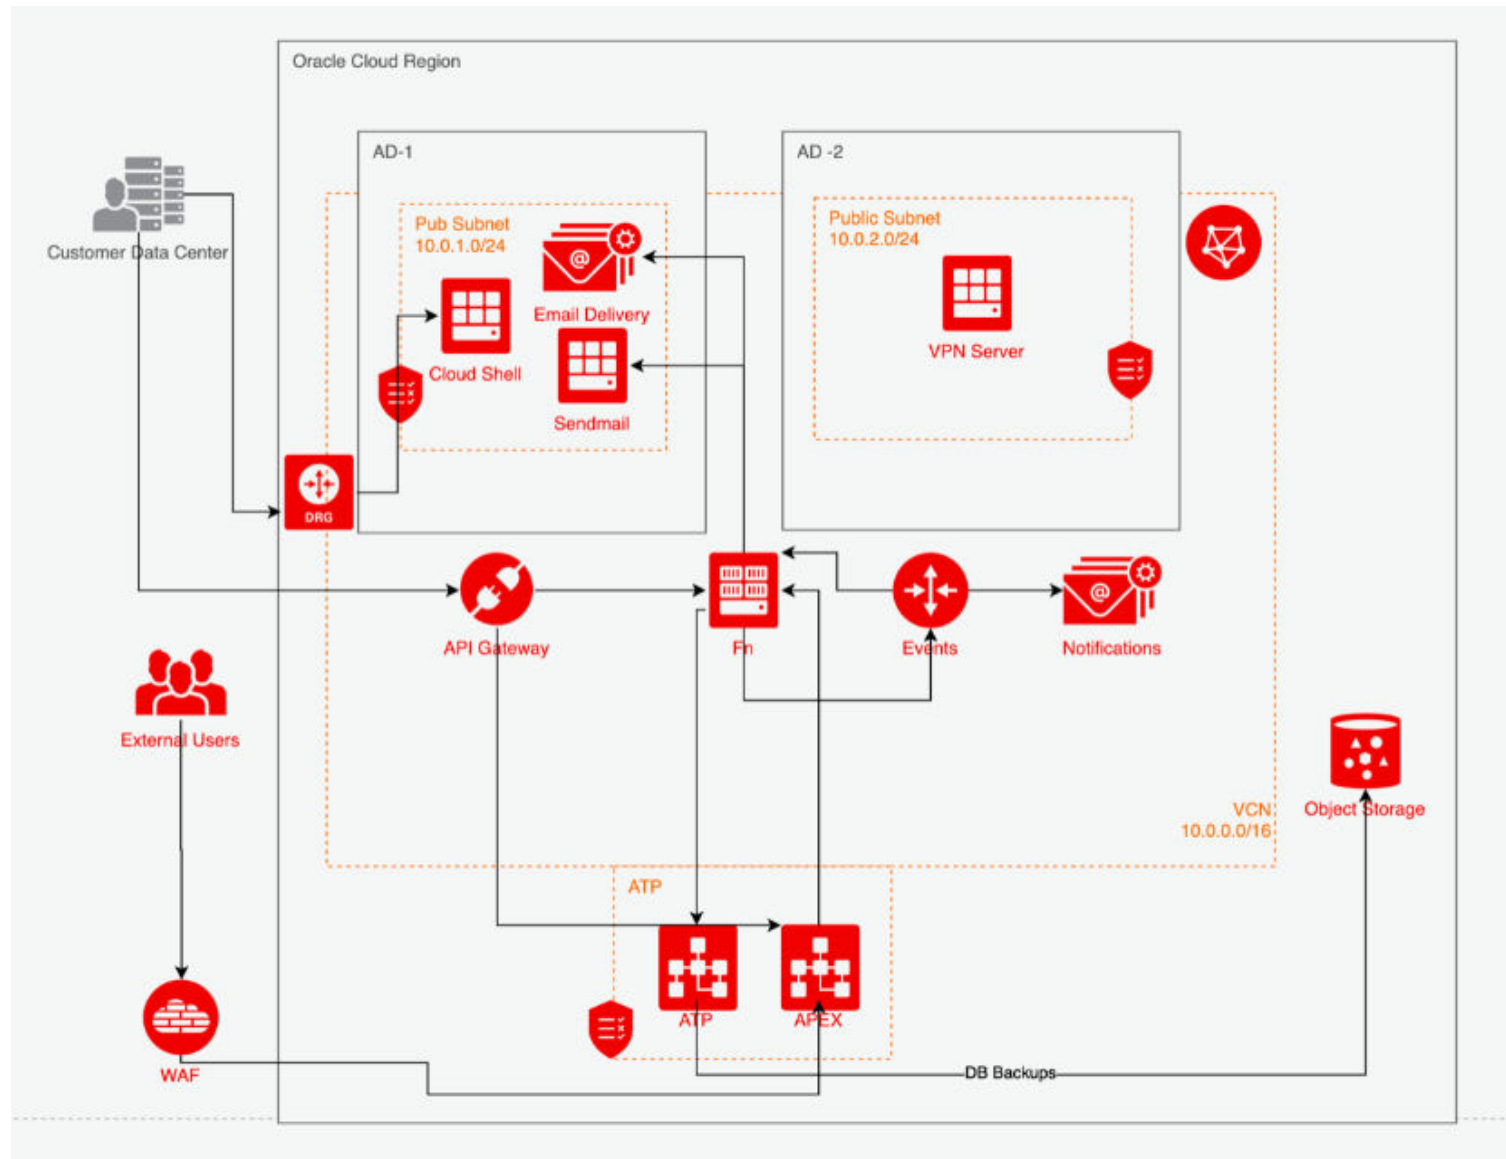 Oracle Cloud Region
AD-1
AD -2
Pub Subnet
10.0.1.0/24
Public Subnet
10.0.2.0/24
@
Customer Data Center
Email Delivery
VPN Server
Cloud Shell
Sendmail
DRG
@
API Gateway
Fn
Events
Notifications
External Users
Object Storage
VCN
10.0.0.0/16
ATP
ATP
APEX
WAF
DB Backups